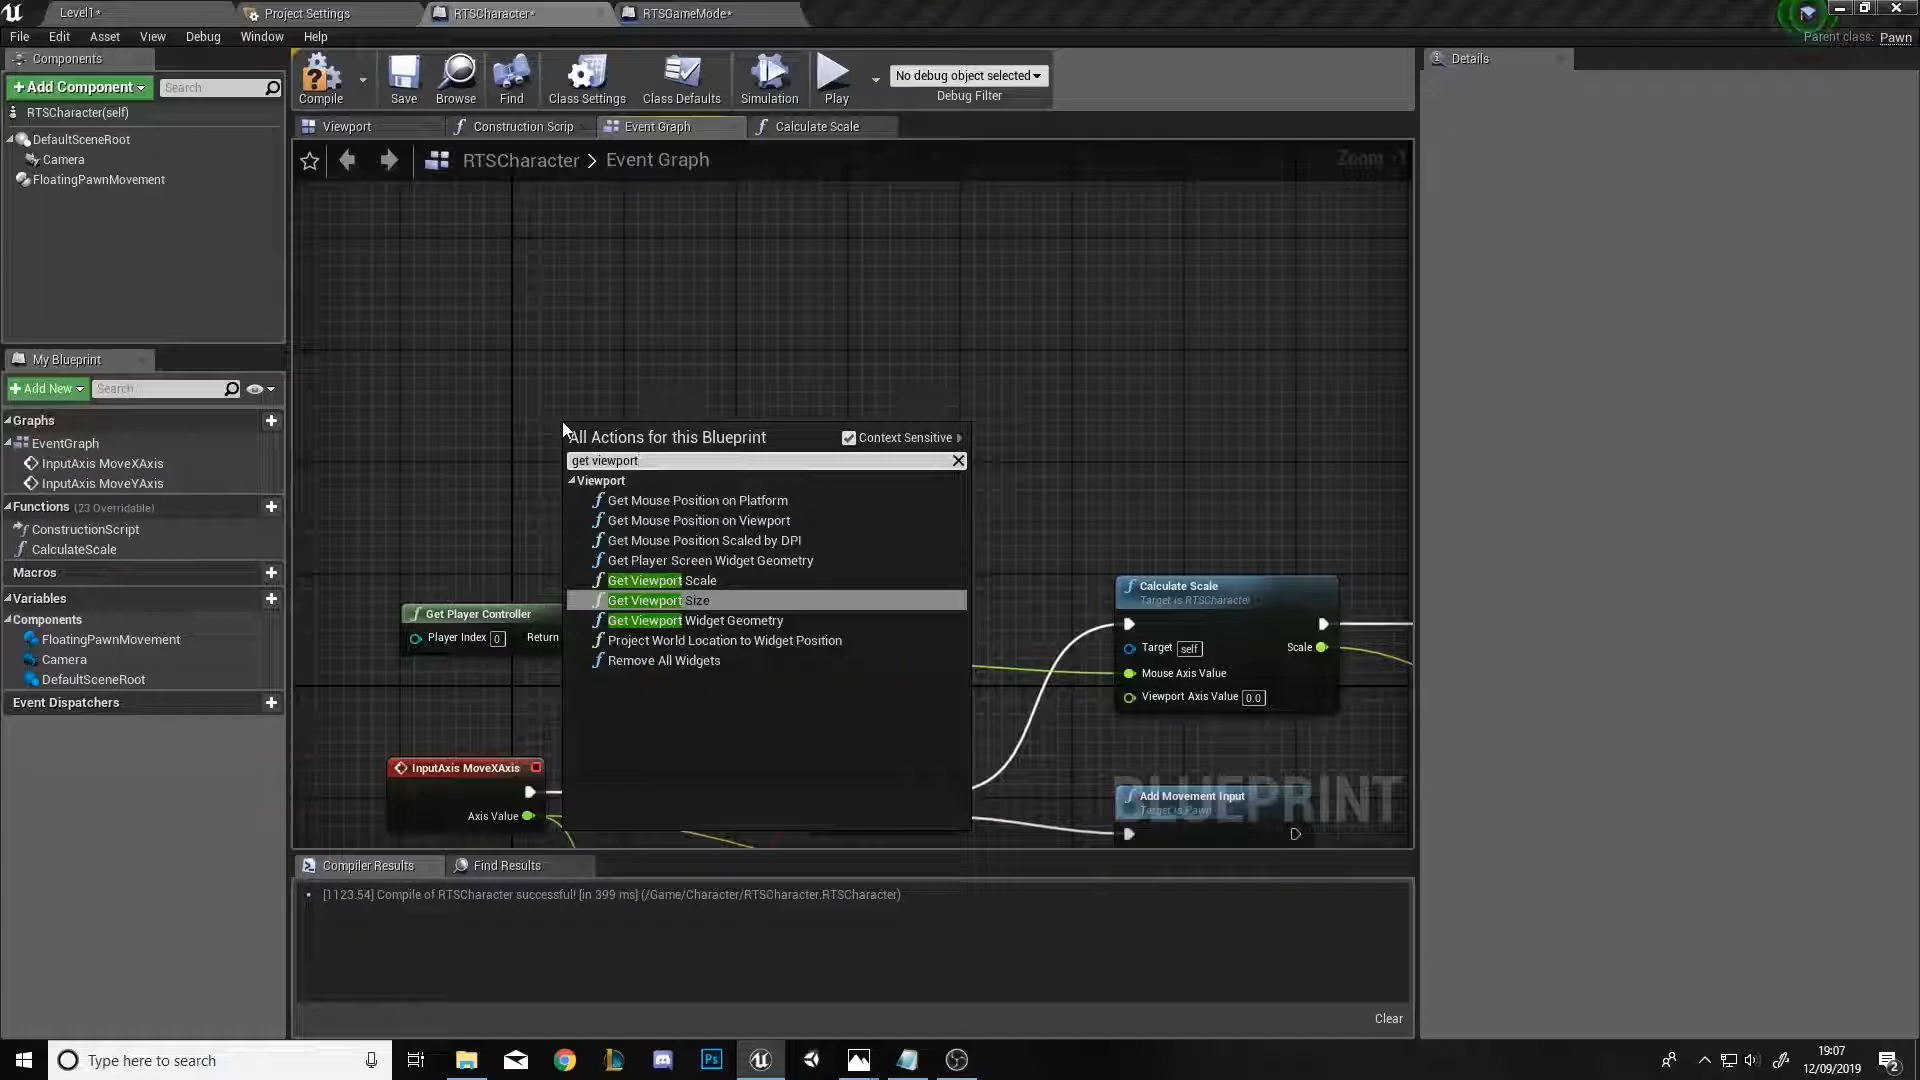 Level1*
Project Settings
RTSCharacter*
RTSGameMode*
File Edit Asset View Debug Window Help
Parent class: Pawn
Components
+Add Component
Search
RTSCharacter(self)
DefaultSceneRoot
Camera
FloatingPawnMovement
Compile
Save
Browse
Find
Class Settings
Class Defaults
Simulation
Play
No debug object selected
Debug Filter
Details
Viewport
Construction Scrip
Event Graph
Calculate Scale
RTSCharacter > Event Graph
Zoom -1
My Blueprint
+Add New
Search
Graphs
EventGraph
InputAxis MoveXAxis
InputAxis MoveYAxis
Functions (23 Overridable)
ConstructionScript
CalculateScale
Macros
Variables
Components
FloatingPawnMovement
Camera
DefaultSceneRoot
Event Dispatchers
All Actions for this Blueprint
Context Sensitive
get viewport
Viewport
Get Mouse Position on Platform
Get Mouse Position on Viewport
Get Mouse Position Scaled by DPI
Get Player Screen Widget Geometry
Get Viewport Scale
Get Viewport Size
Get Viewport Widget Geometry
Project World Location to Widget Position
Remove All Widgets
Get Player Controller
Player Index 0 Return
InputAxis MoveXAxis
Axis Value
Calculate Scale
Target is RTSCharacter
Target self
Scale
Mouse Axis Value
Viewport Axis Value 0.0
Add Movement Input
Target is Pawn
BLUEPRINT
Compiler Results
Find Results
[1123.54] Compile of RTSCharacter successful! [in 399 ms] (/Game/Character/RTSCharacter.RTSCharacter)
Clear
Type here to search
Ps
19:07
12/09/2019
2